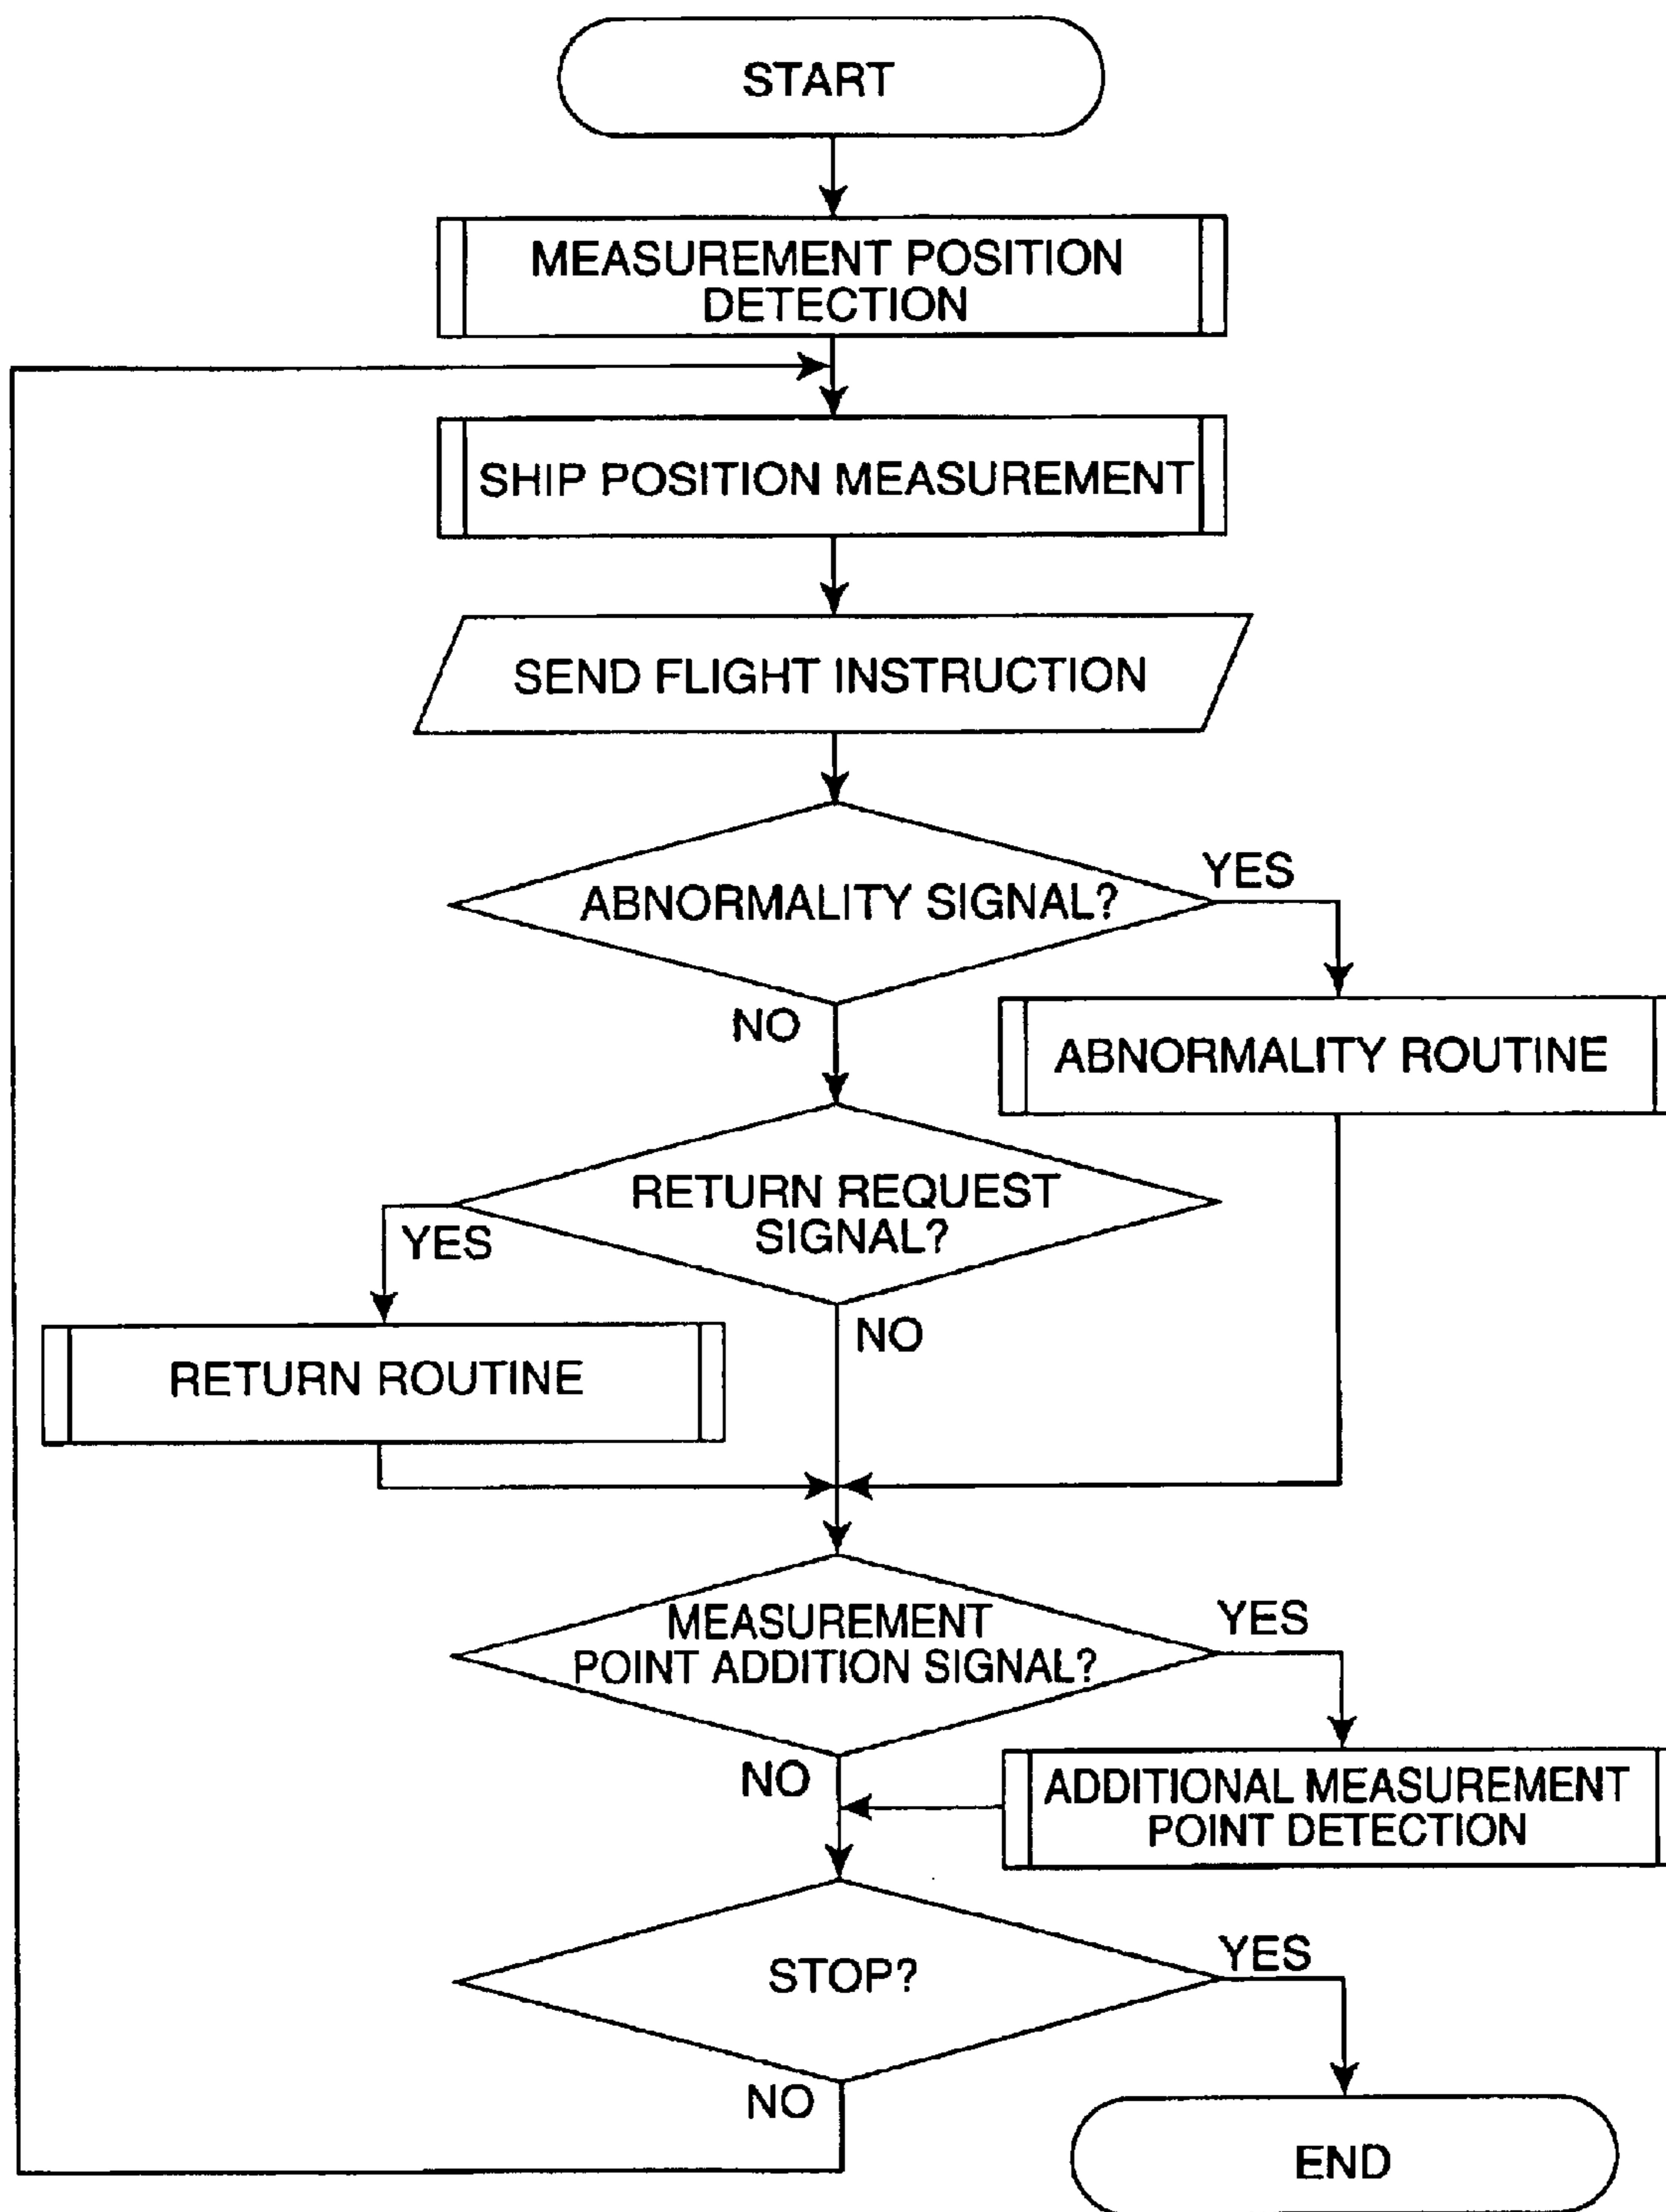 START
MEASUREMENT POSITION
DETECTION
SHIP POSITION MEASUREMENT
SEND FLIGHT INSTRUCTION
ABNORMALITY SIGNAL?
YES
NO
ABNORMALITY ROUTINE
RETURN REQUEST
SIGNAL?
YES
NO
RETURN ROUTINE
MEASUREMENT
POINT ADDITION SIGNAL?
YES
NO
ADDITIONAL MEASUREMENT
POINT DETECTION
STOP?
YES
NO
END